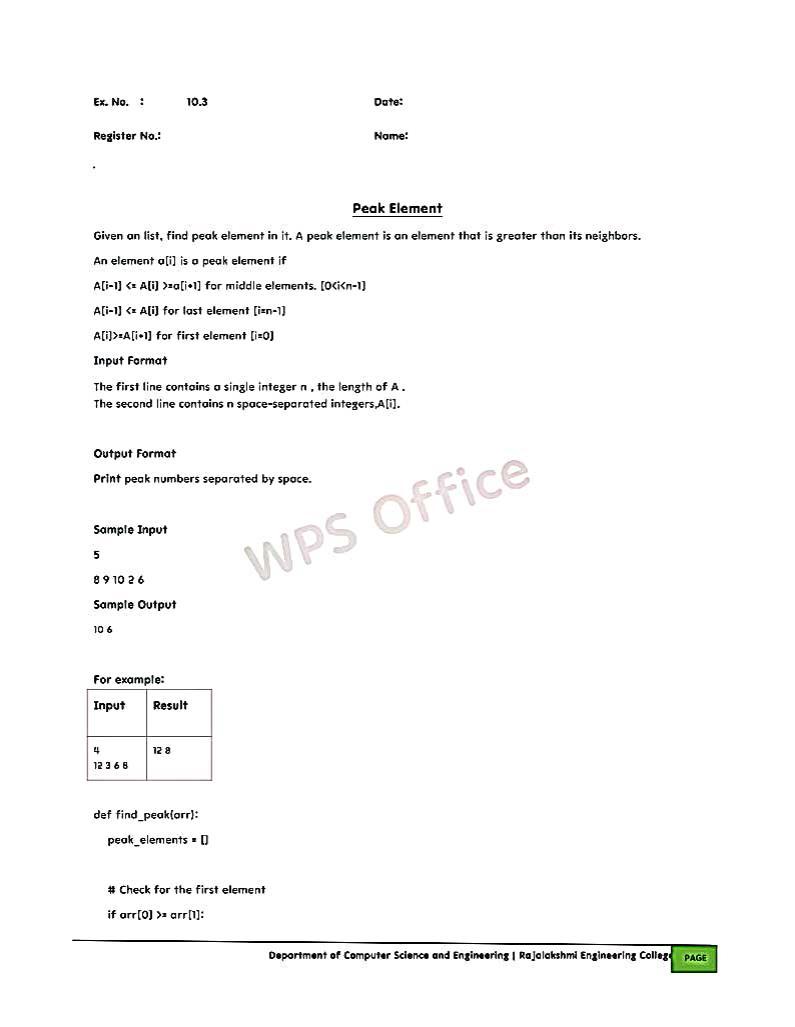 Ex. No. : 10.3 Date:
Register No.: Name:
.
Peak Element
Given an list, find peak element in it. A peak element is an element that is greater than its neighbors.
An element a[i] is a peak element if
A[i-1] <= A[i] >=a[i+1] for middle elements. [0<i<n-1]
A[i-1] <= A[i] for last element [i=n-1]
A[i]>=A[i+1] for first element [i=0]
Input Format
The first line contains a single integer n , the length of A .
The second line contains n space-separated integers,A[i].
Output Format
Print peak numbers separated by space.
WPS Office
Sample Input
5
8 9 10 2 6
Sample Output
10 6
For example:
Input Result
4 12 8
12 3 6 8
def find_peak(arr):
peak_elements = []
# Check for the first element
if arr[0] >= arr[1]:
Department of Computer Science and Engineering | Rajalakshmi Engineering College PAGE